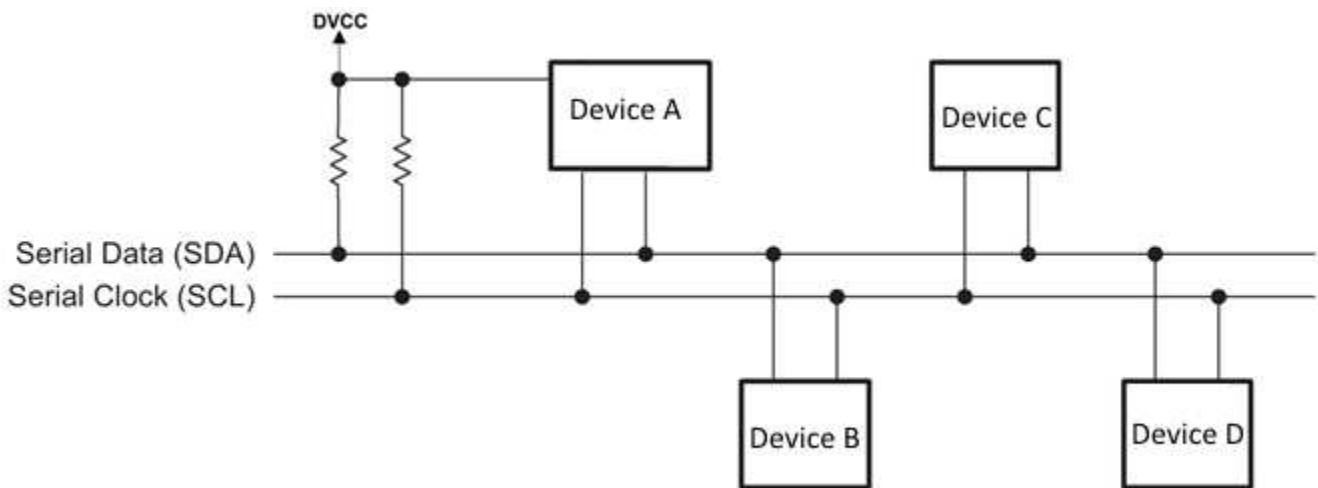 DVCC
Device A
Device C
Serial Data (SDA)
Serial Clock (SCL)
Device B
Device D